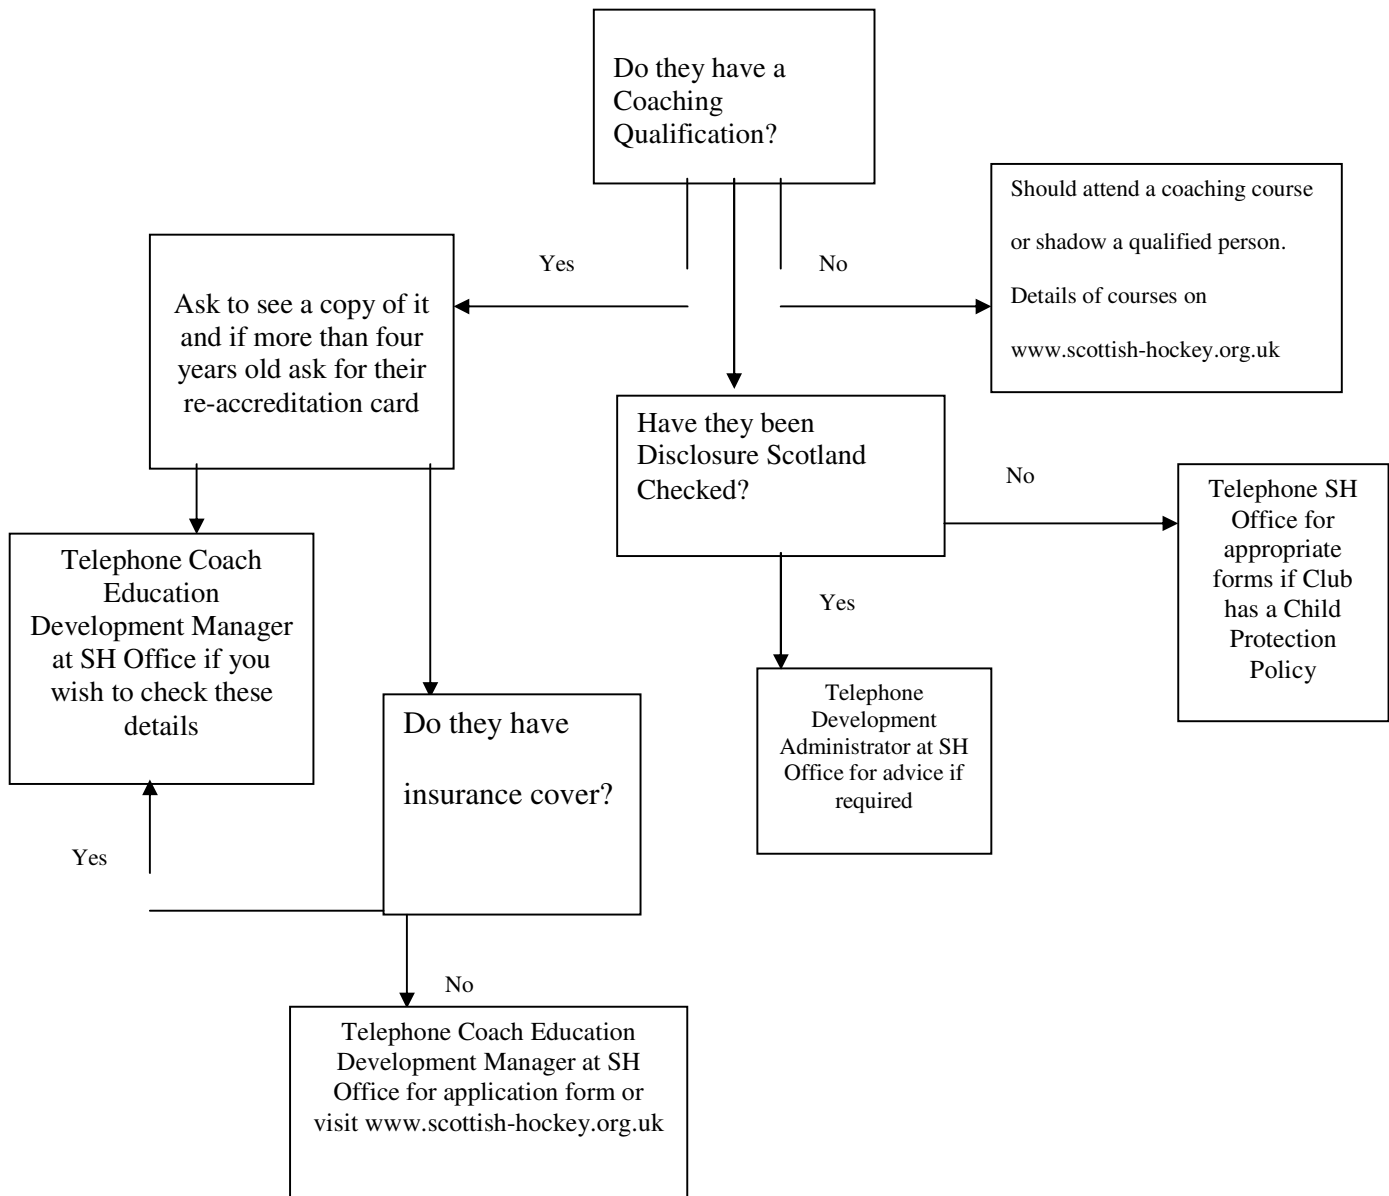 Do they have a
Coaching
Qualification?
Should attend a coaching course
or shadow a qualified person.
Details of courses on
www.scottish-hockey.org.uk
Yes
No
Ask to see a copy of it
and if more than four
years old ask for their
re-accreditation card
Have they been
Disclosure Scotland
Checked?
No
Telephone SH
Office for
appropriate
forms if Club
has a Child
Protection
Policy
Telephone Coach
Education
Development Manager
at SH Office if you
wish to check these
details
Yes
Telephone
Development
Administrator at SH
Office for advice if
required
Do they have
insurance cover?
Yes
No
Telephone Coach Education
Development Manager at SH
Office for application form or
visit www.scottish-hockey.org.uk